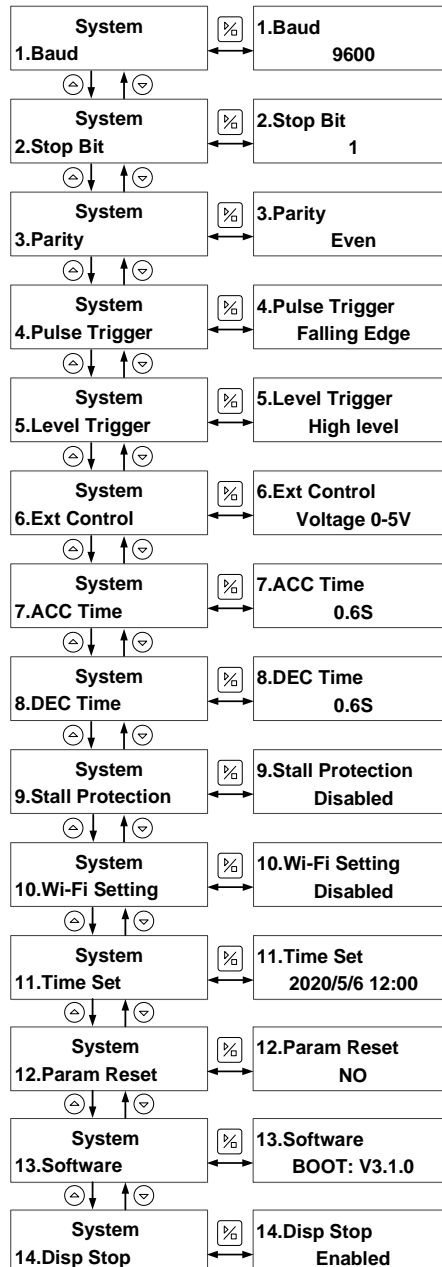 System
1.Baud
1.Baud
9600
System
2.Stop Bit
2.Stop Bit
1
System
3.Parity
3.Parity
Even
System
4.Pulse Trigger
4.Pulse Trigger
Falling Edge
System
5.Level Trigger
5.Level Trigger
High level
System
6.Ext Control
6.Ext Control
Voltage 0-5V
System
7.ACC Time
7.ACC Time
0.6S
System
8.DEC Time
8.DEC Time
0.6S
System
9.Stall Protection
9.Stall Protection
Disabled
System
10.Wi-Fi Setting
10.Wi-Fi Setting
Disabled
System
11.Time Set
11.Time Set
2020/5/6 12:00
System
12.Param Reset
12.Param Reset
NO
System
13.Software
13.Software
BOOT: V3.1.0
System
14.Disp Stop
14.Disp Stop
Enabled